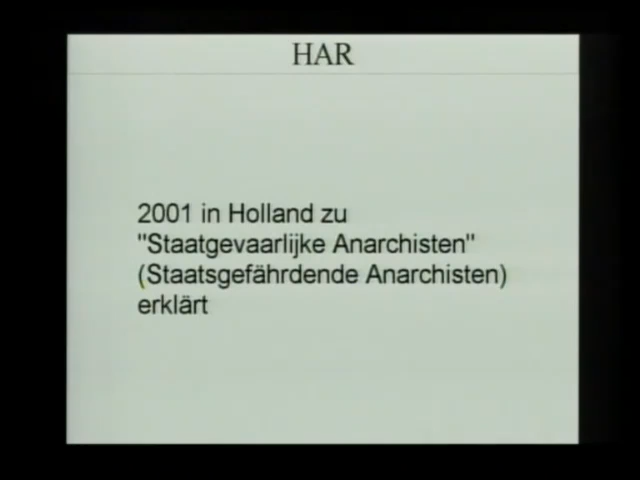 HAR
2001 in Holland zu
"Staatgevaarlijke Anarchisten"
(Staatsgefährdende Anarchisten)
erklärt